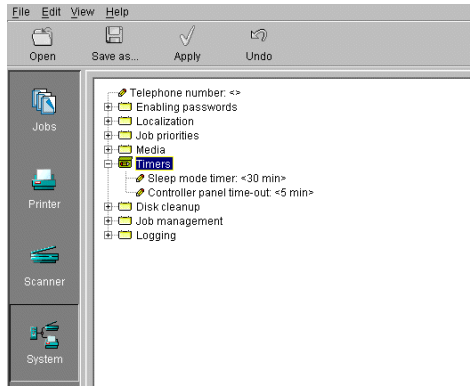 File Edit View Help
Open Save as... Apply Undo
Jobs
Printer
Scanner
System
Telephone number: <>
Enabling passwords
Localization
Job priorities
Media
Timers
Sleep mode timer: <30 min>
Controller panel time-out: <5 min>
Disk cleanup
Job management
Logging